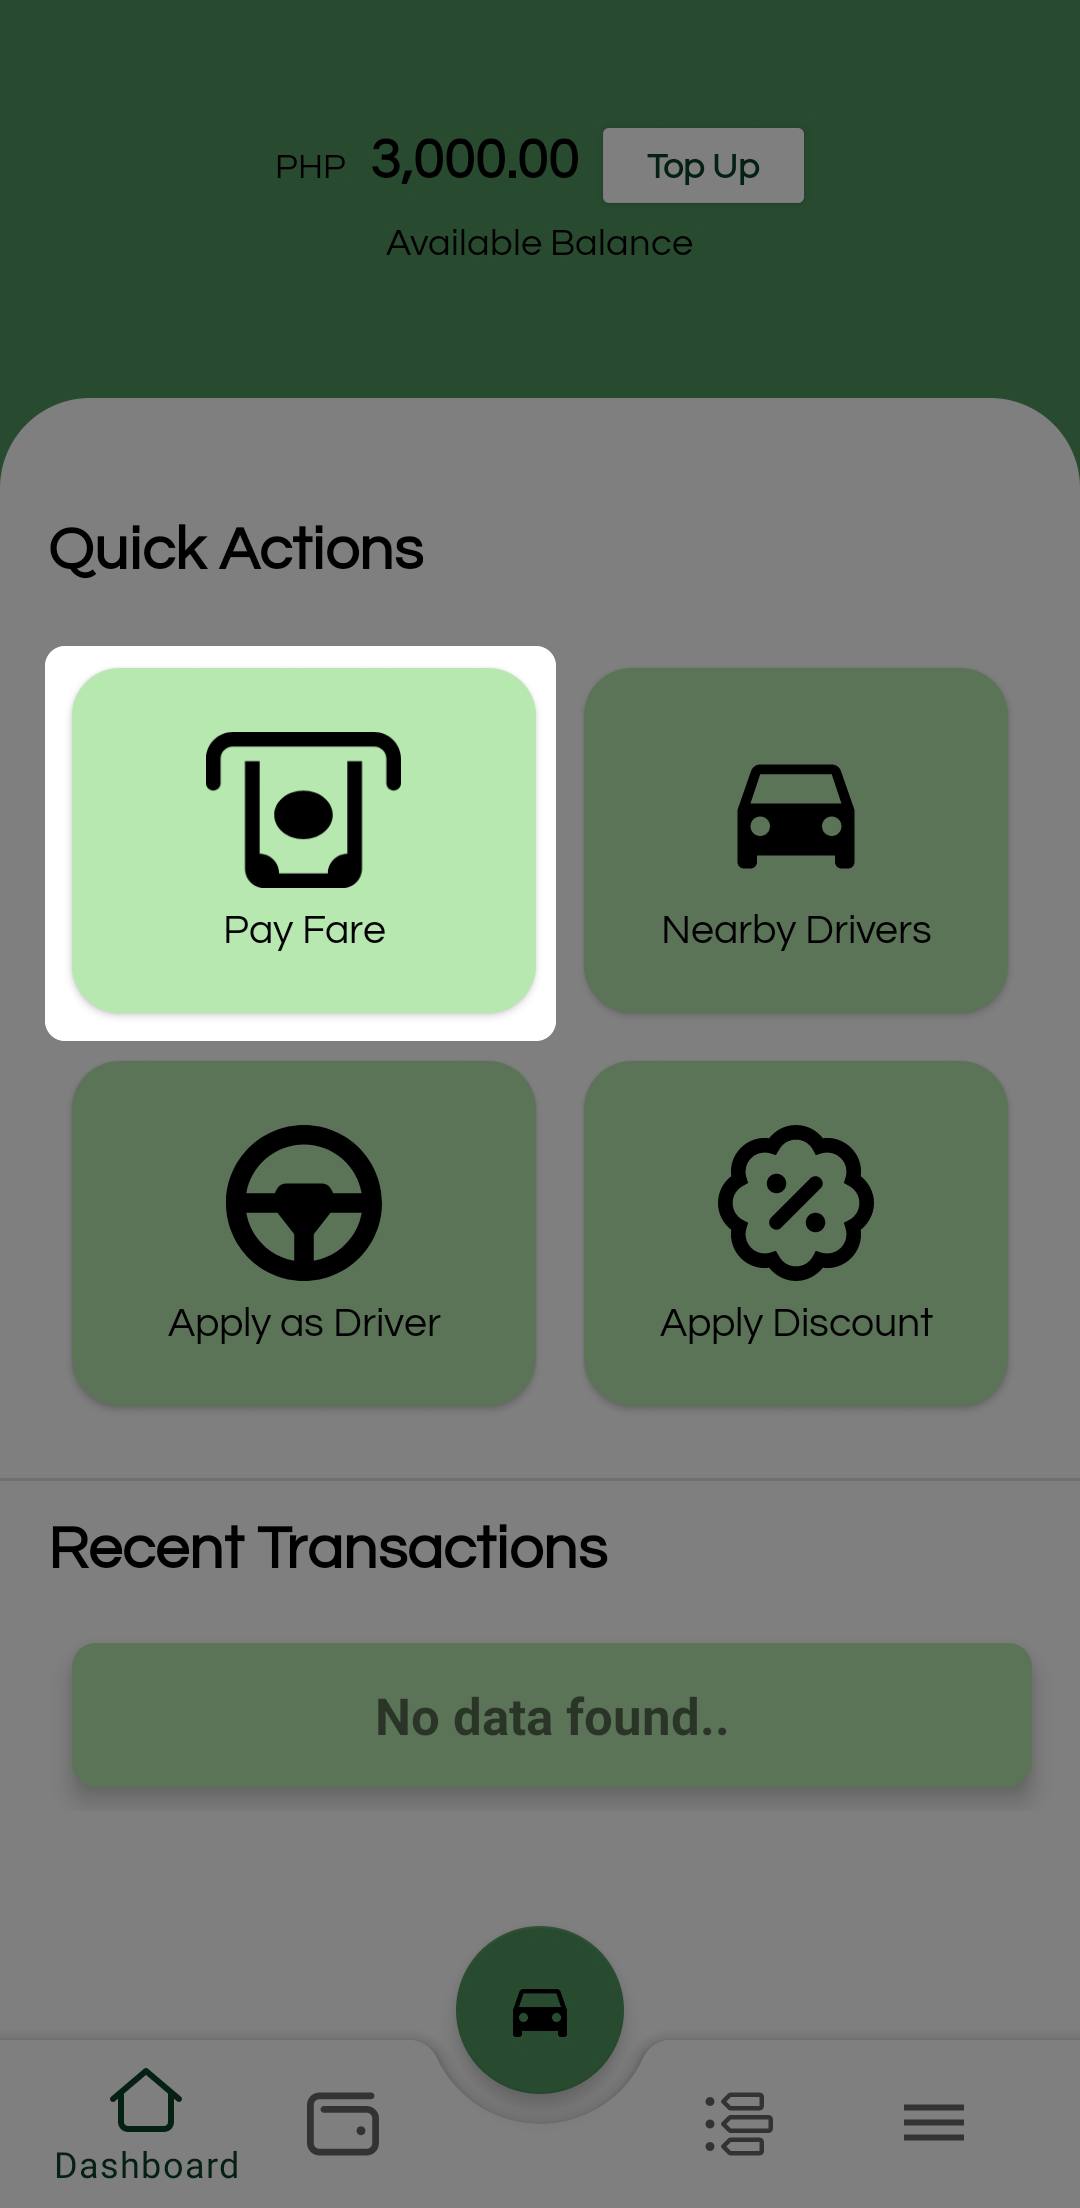 PHP 3,000.00 Top Up
Available Balance
Quick Actions
Pay Fare
Nearby Drivers
Apply as Driver
Apply Discount
Recent Transactions
No data found..
Dashboard